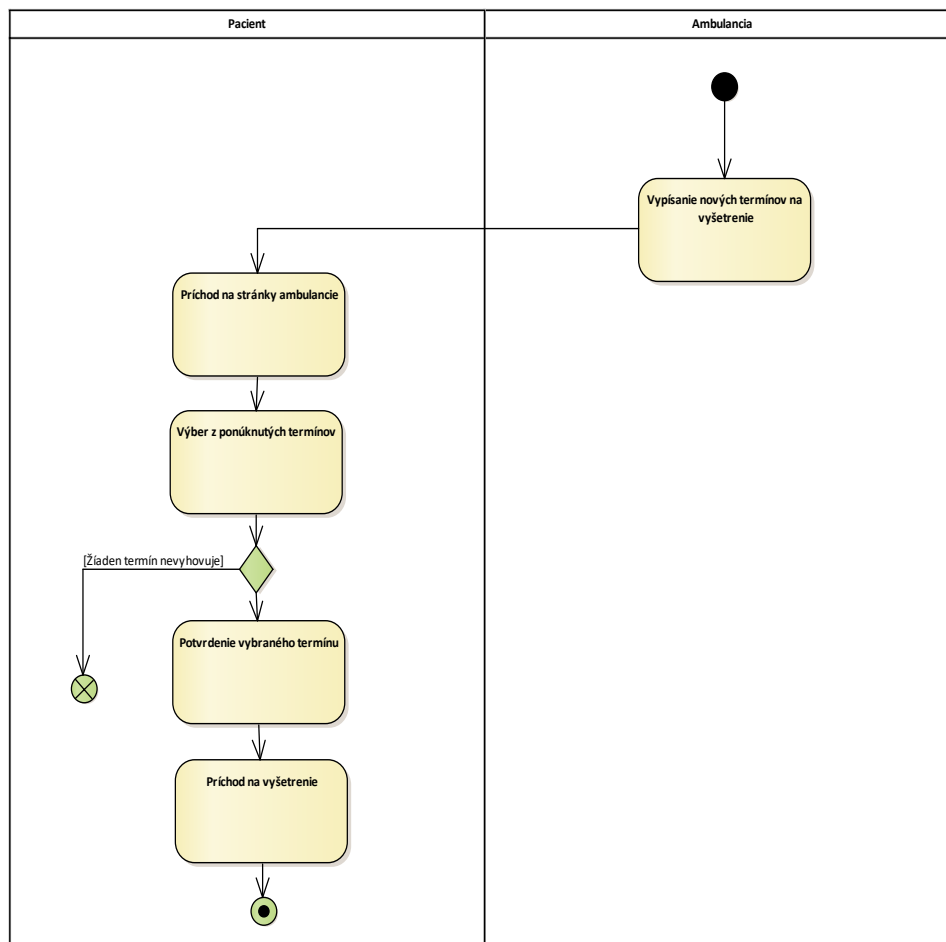 Pacient
Ambulancia
Vypísanie nových termínov na
vyšetrenie
Príchod na stránky ambulancie
Výber z ponúknutých termínov
[Žíaden termín nevyhovuje]
Potvrdenie vybraného termínu
Príchod na vyšetrenie